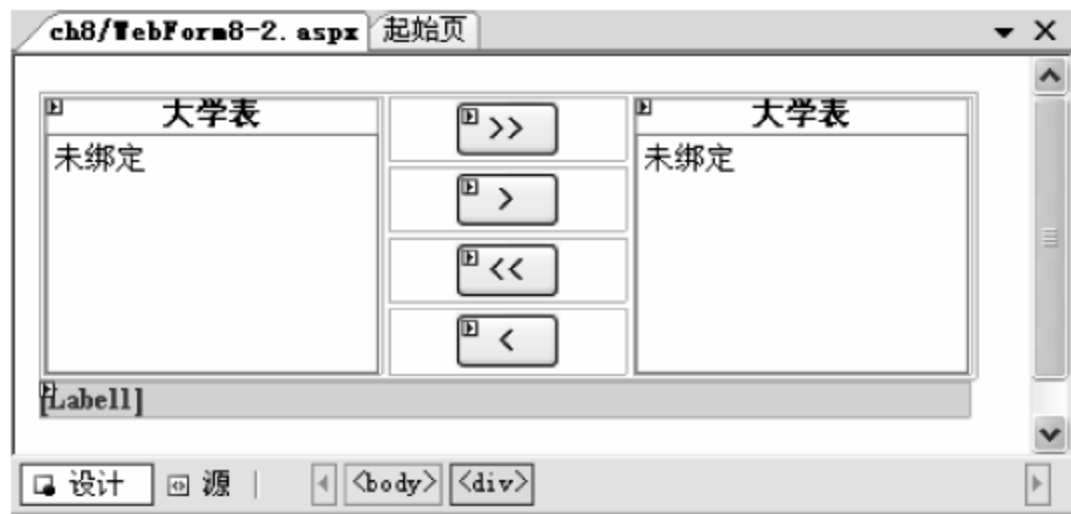 ch8/WebForm8-2.aspx 起始页
大学表 >> 大学表
未绑定 > 未绑定
<<
<
[Label1]
设计 源 <body> <div>